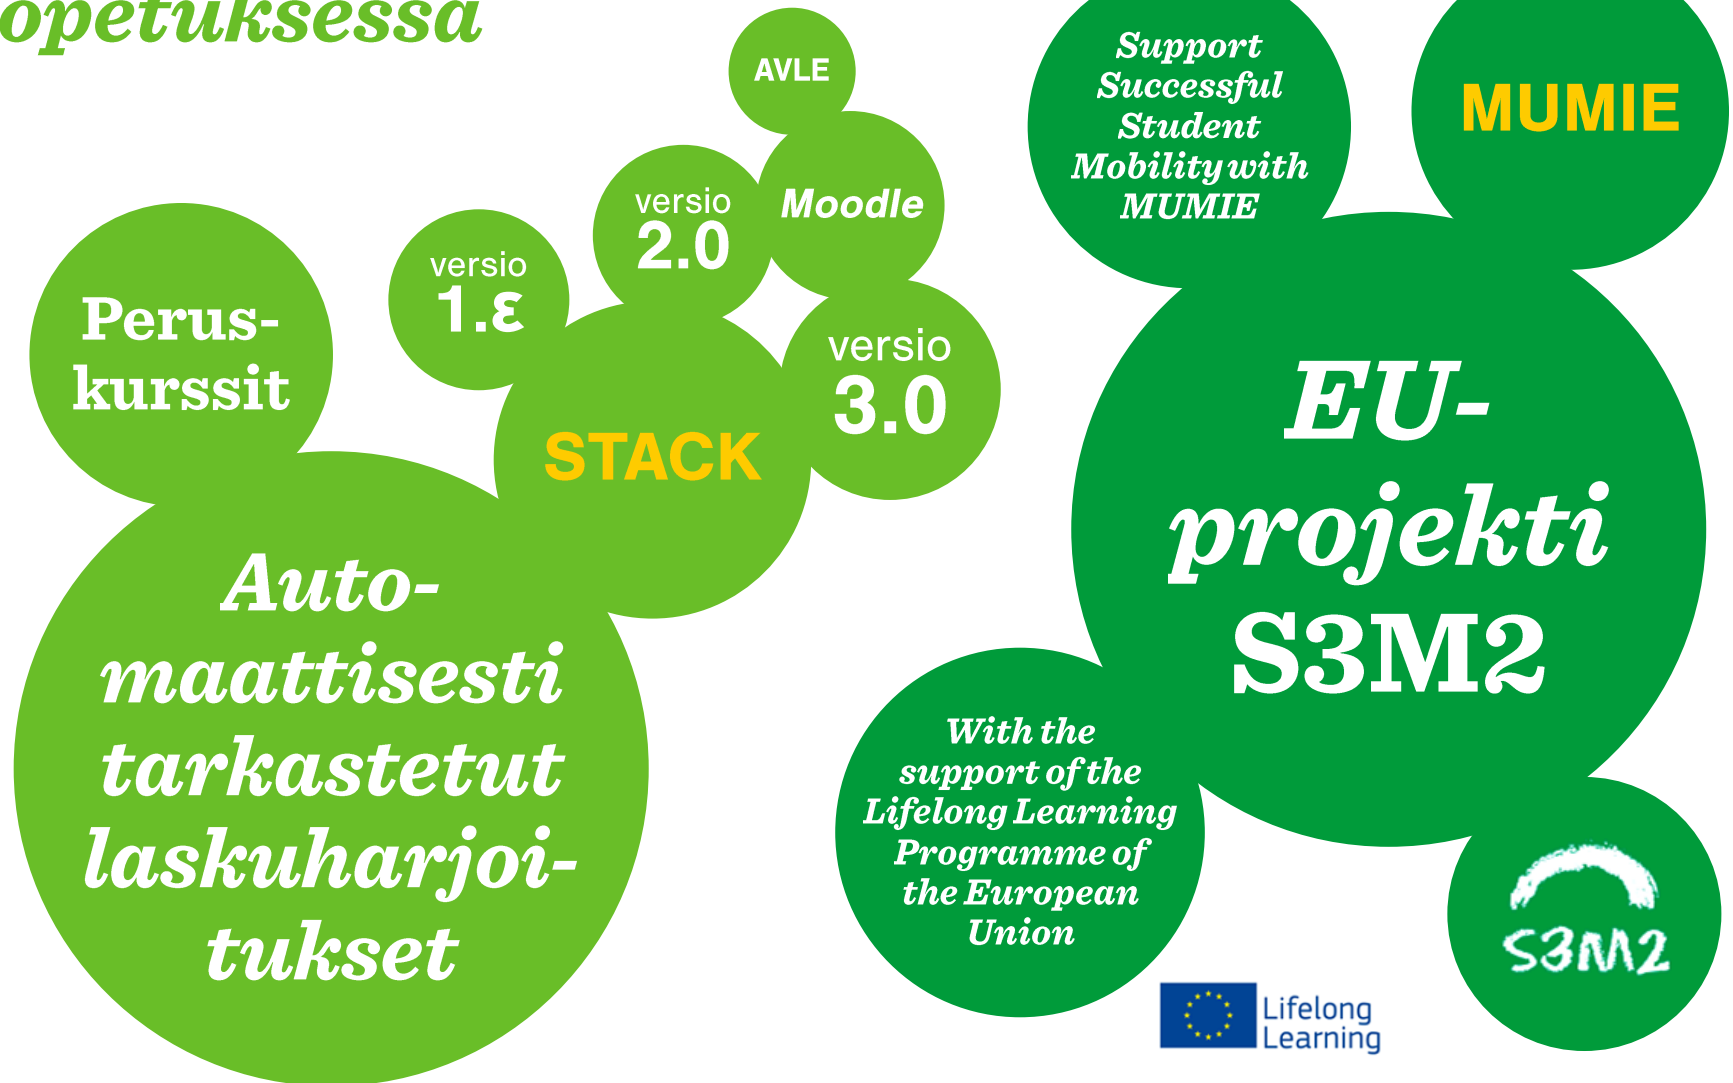 opetuksessa
AVLE
Moodle
versio
2.0
versio
1.ε
versio
3.0
STACK
Perus-
kurssit
Auto-
maattisesti
tarkastetut
laskuharjoi-
tukset
Support
Successful
Student
Mobility with
MUMIE
MUMIE
EU-
projekti
S3M2
With the
support of the
Lifelong Learning
Programme of
the European
Union
S3M2
Lifelong
Learning